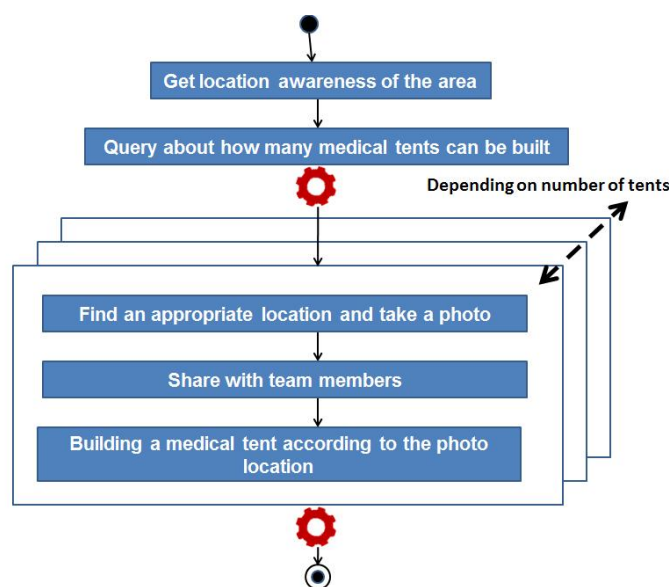 Get location awareness of the area
Query about how many medical tents can be built
Depending on number of tents
Find an appropriate location and take a photo
Share with team members
Building a medical tent according to the photo
location